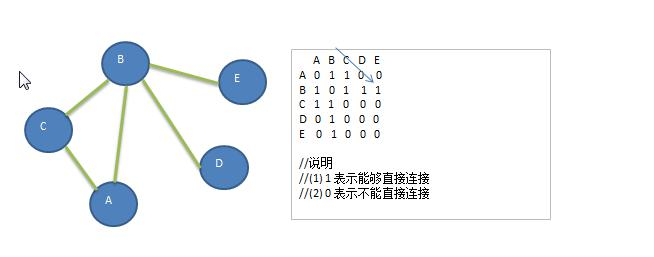 B
E
C
D
A
A B C D E
A 0 1 1 0 0
B 1 0 1 1 1
C 1 1 0 0 0
D 0 1 0 0 0
E 0 1 0 0 0
//说明
//(1) 1 表示能够直接连接
//(2) 0 表示不能直接连接